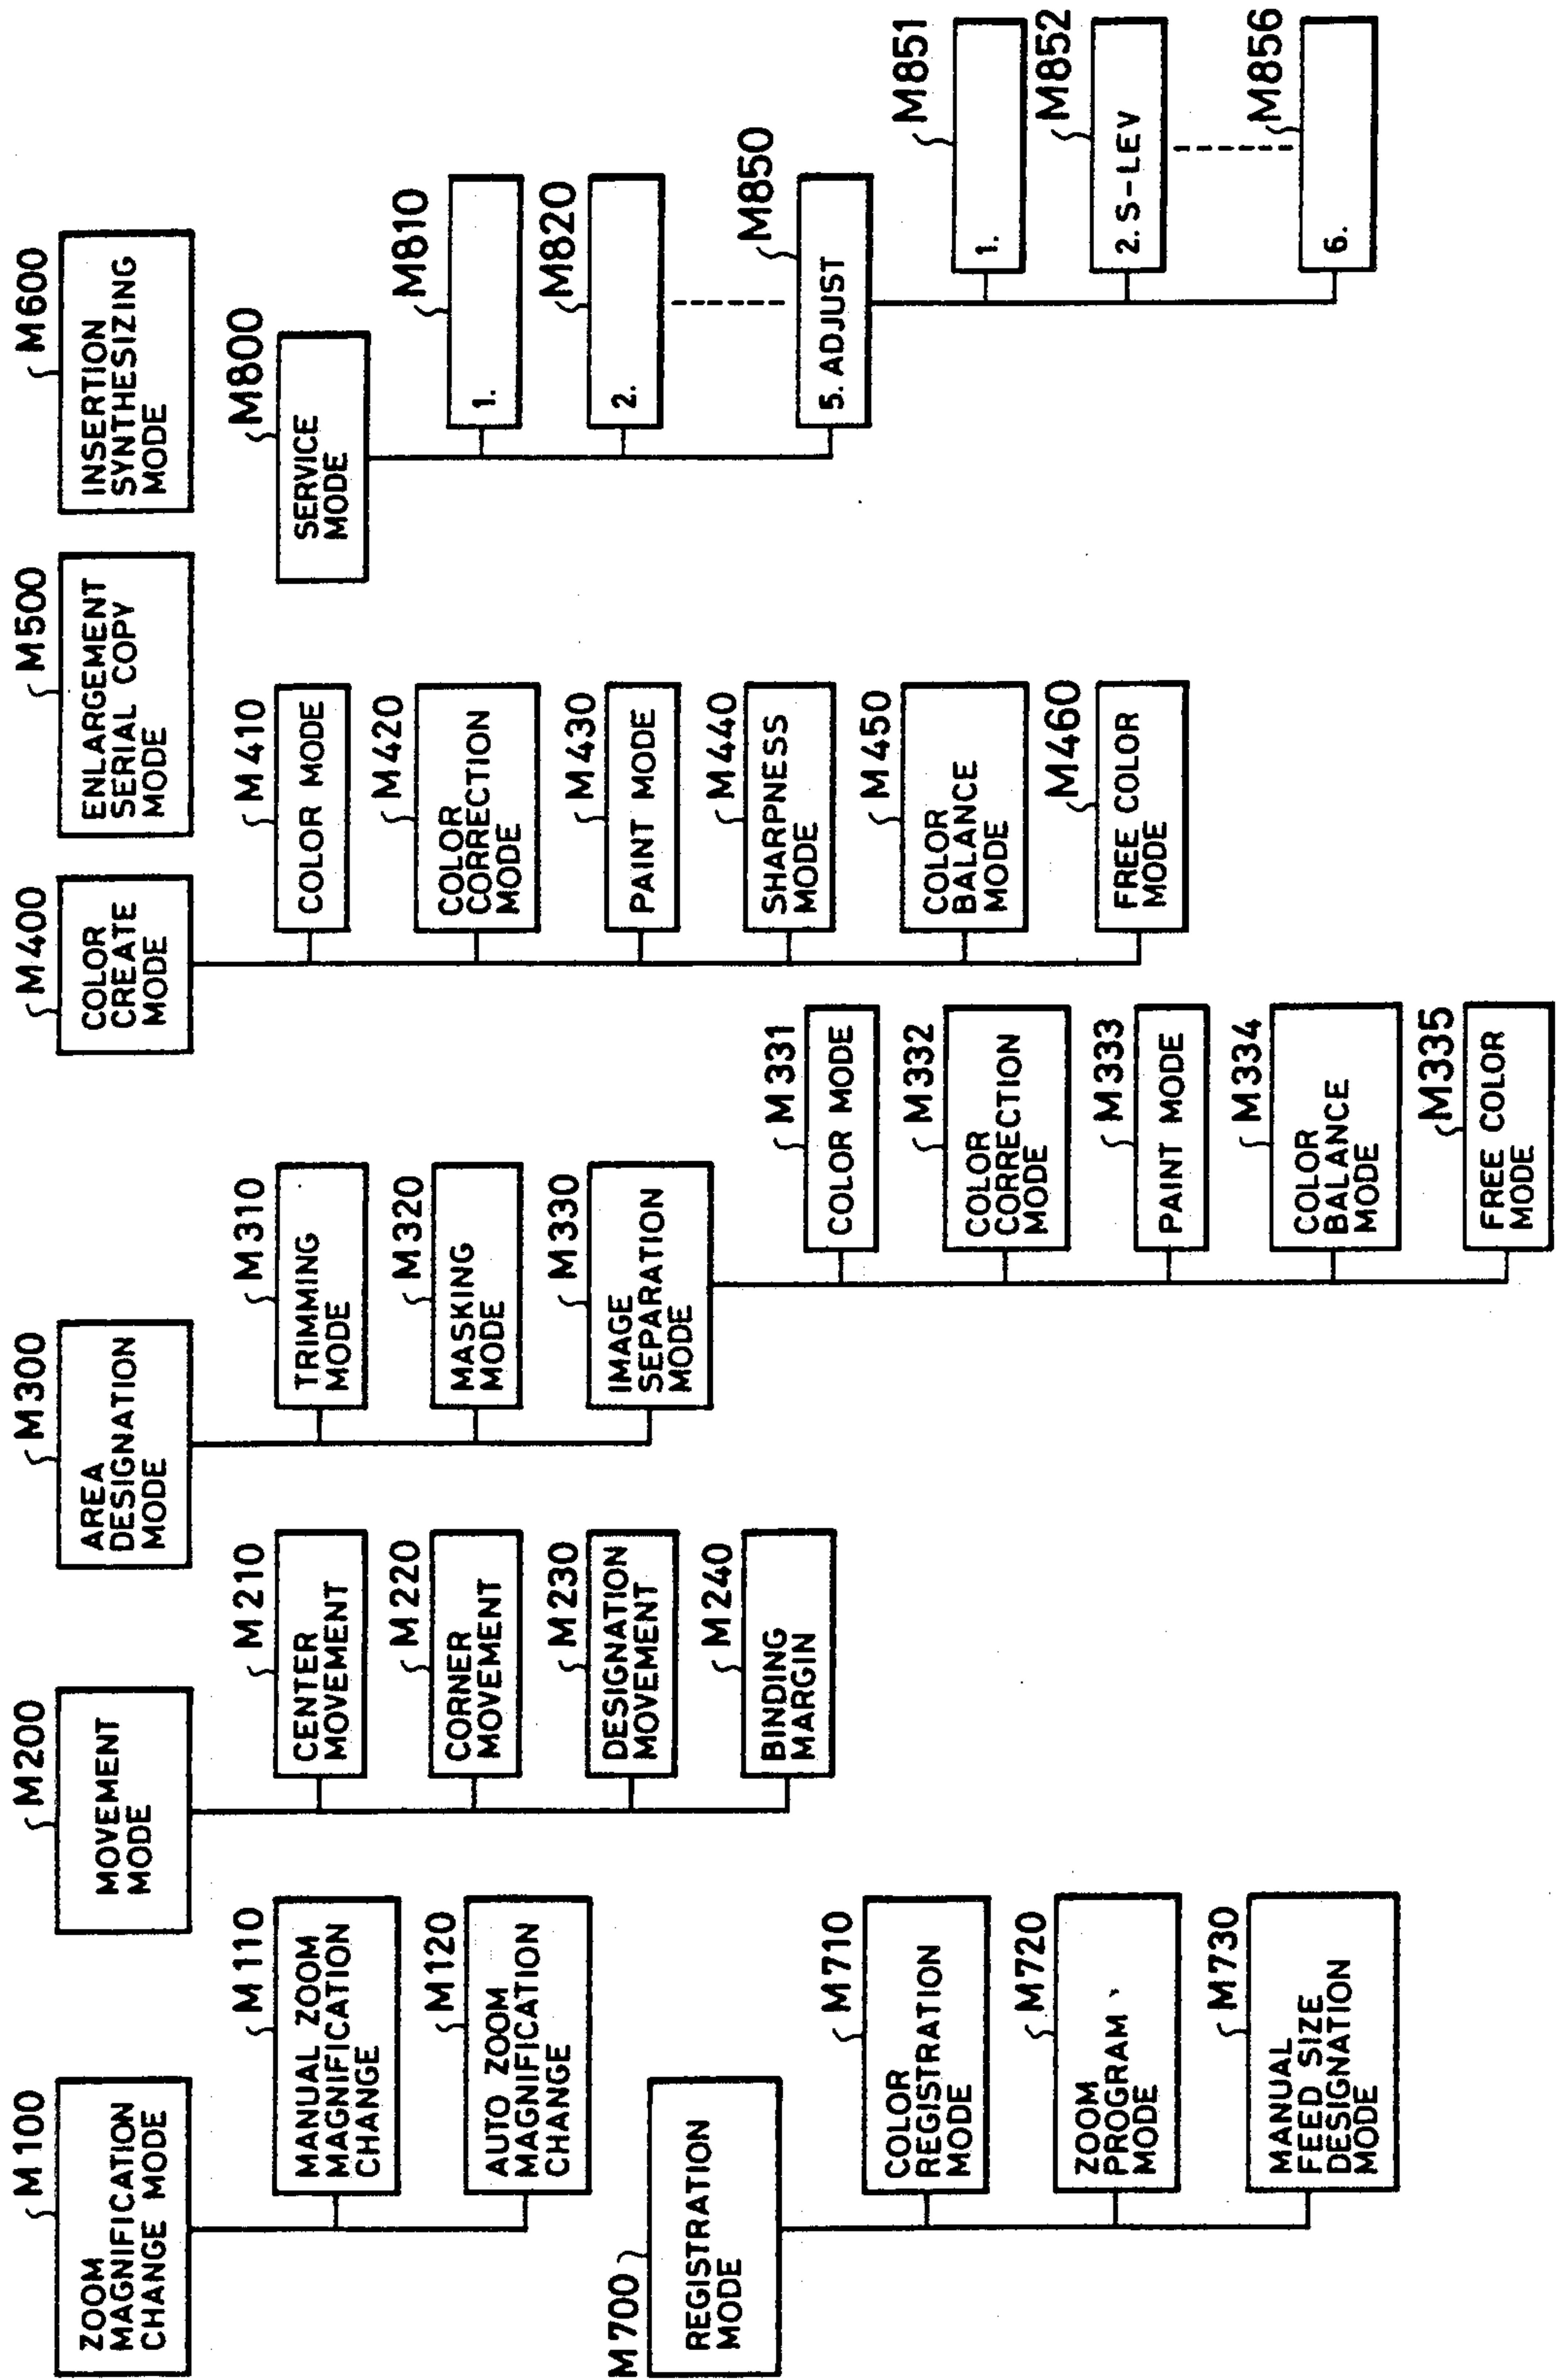 M100
ZOOM
MAGNIFICATION
CHANGE MODE
M110
MANUAL ZOOM
MAGNIFICATION
CHANGE
M120
AUTO ZOOM
MAGNIFICATION
CHANGE
M700
REGISTRATION
MODE
M710
COLOR
REGISTRATION
MODE
M720
ZOOM
PROGRAM
MODE
M730
MANUAL
FEED SIZE
DESIGNATION
MODE
M200
MOVEMENT
MODE
M210
CENTER
MOVEMENT
M220
CORNER
MOVEMENT
M230
DESIGNATION
MOVEMENT
M240
BINDING
MARGIN
M300
AREA
DESIGNATION
MODE
M310
TRIMMING
MODE
M320
MASKING
MODE
M330
IMAGE
SEPARATION
MODE
M331
COLOR MODE
M332
COLOR
CORRECTION
MODE
M333
PAINT MODE
M334
COLOR
BALANCE
MODE
M335
FREE COLOR
MODE
M400
COLOR
CREATE
MODE
M410
COLOR MODE
M420
COLOR
CORRECTION
MODE
M430
PAINT MODE
M440
SHARPNESS
MODE
M450
COLOR
BALANCE
MODE
M460
FREE COLOR
MODE
M500
ENLARGEMENT
SERIAL COPY
MODE
M600
INSERTION
SYNTHESIZING
MODE
M800
SERVICE
MODE
M810
1.
M820
2.
M850
5. ADJUST
M851
1.
M852
2. S-LEV
M856
6.